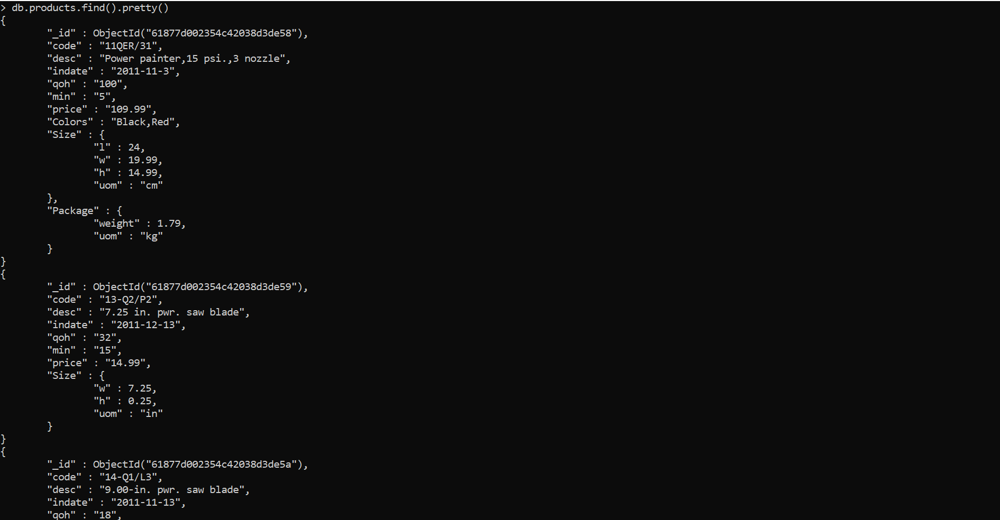 > db.products.find().pretty()
{
        "_id" : ObjectId("61877d002354c42038d3de58"),
        "code" : "11QER/31",
        "desc" : "Power painter,15 psi.,3 nozzle",
        "indate" : "2011-11-3",
        "qoh" : "100",
        "min" : "5",
        "price" : "109.99",
        "Colors" : "Black,Red",
        "Size" : {
                "l" : 24,
                "w" : 19.99,
                "h" : 14.99,
                "uom" : "cm"
        },
        "Package" : {
                "weight" : 1.79,
                "uom" : "kg"
        }
}
{
        "_id" : ObjectId("61877d002354c42038d3de59"),
        "code" : "13-Q2/P2",
        "desc" : "7.25 in. pwr. saw blade",
        "indate" : "2011-12-13",
        "qoh" : "32",
        "min" : "15",
        "price" : "14.99",
        "Size" : {
                "w" : 7.25,
                "h" : 0.25,
                "uom" : "in"
        }
}
{
        "_id" : ObjectId("61877d002354c42038d3de5a"),
        "code" : "14-Q1/L3",
        "desc" : "9.00-in. pwr. saw blade",
        "indate" : "2011-11-13",
        "qoh" : "18",